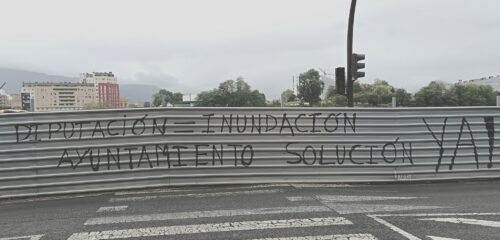 DIPUTACIÓN = INUNDACIÓN
AYUNTAMIENTO SOLUCIÓN YA!